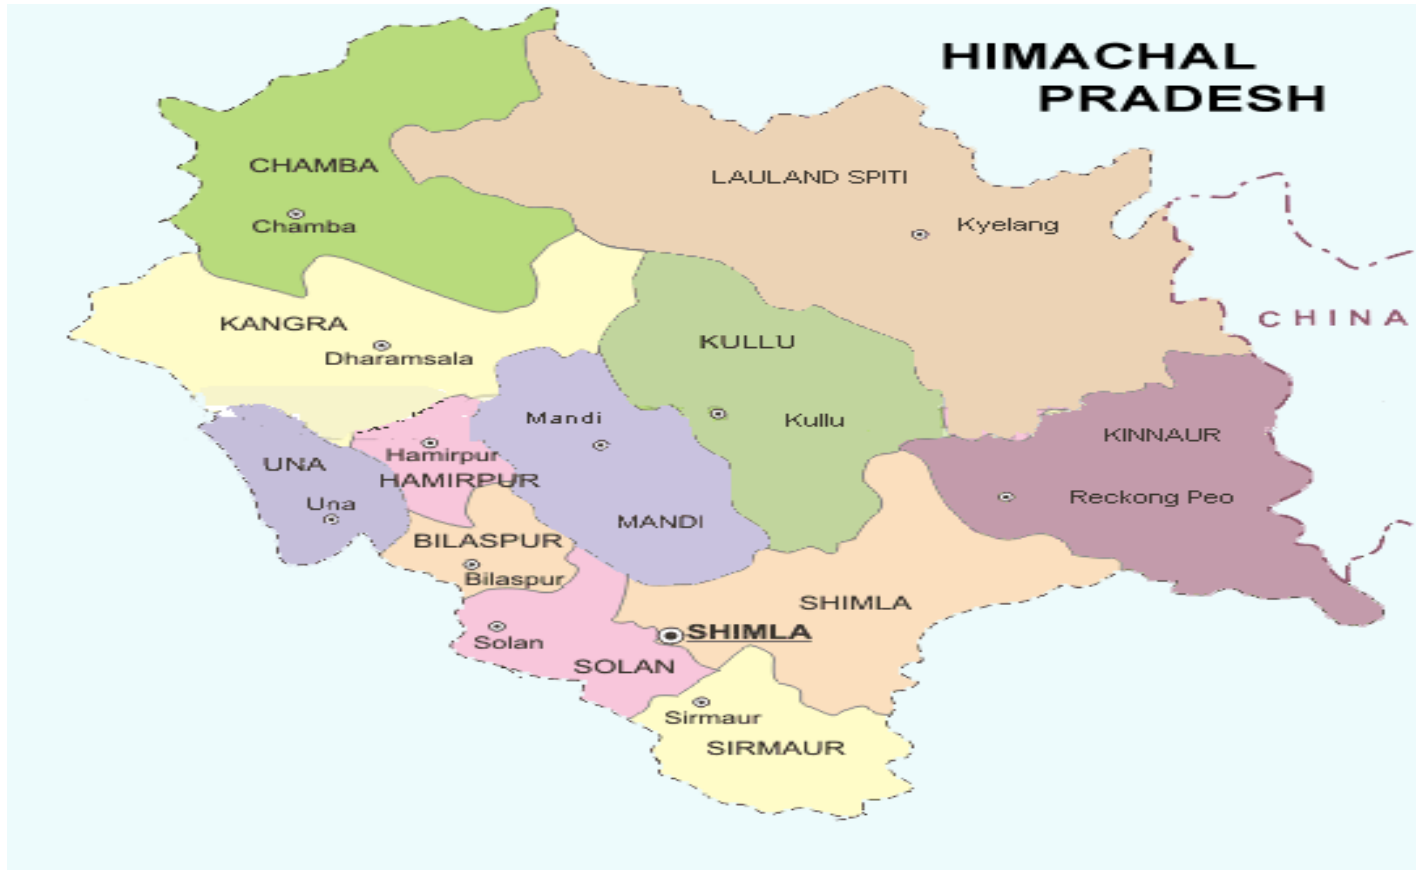 HIMACHAL
PRADESH
CHAMBA
Chamba
LAULAND SPITI
Kyelang
CHINA
KANGRA
Dharamsala
KULLU
Kullu
Mandi
MANDI
KINNAUR
Reckong Peo
UNA
Una
Hamirpur
HAMIRPUR
BILASPUR
Bilaspur
SHIMLA
SHIMLA
Solan
SOLAN
Sirmaur
SIRMAUR